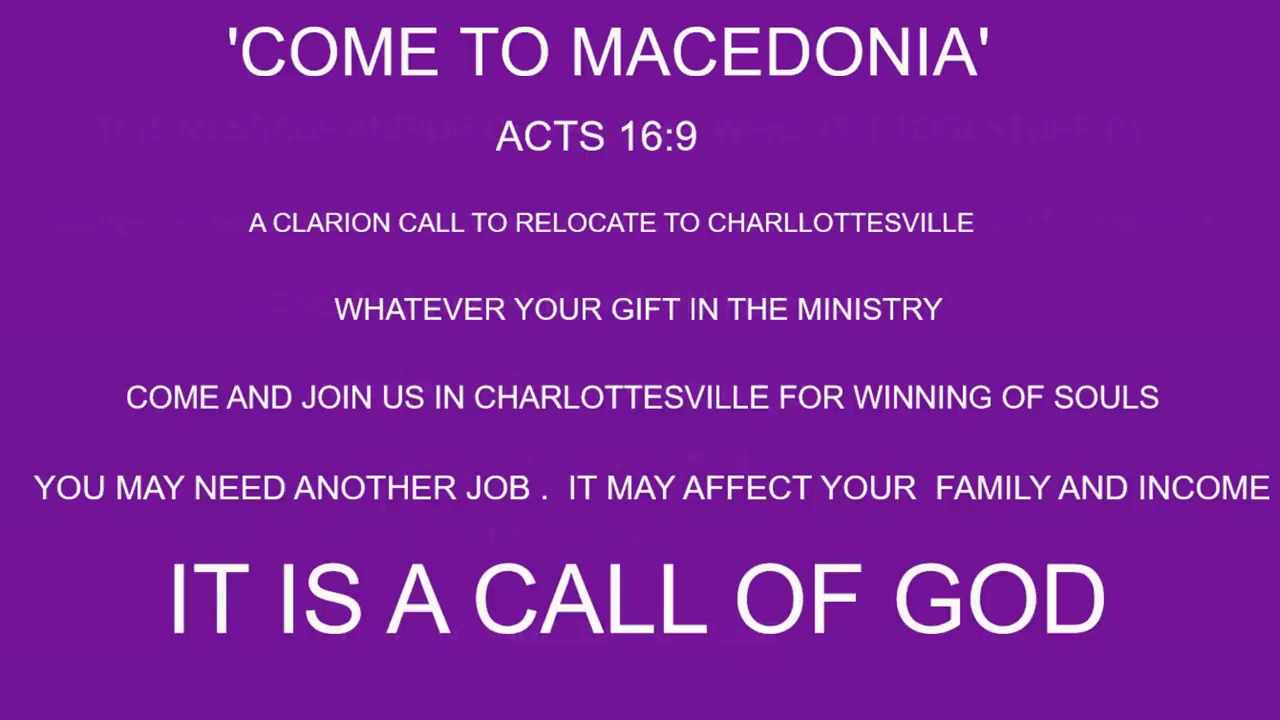 'COME TO MACEDONIA'
ACTS 16:9
A CLARION CALL TO RELOCATE TO CHARLLOTTESVILLE
WHATEVER YOUR GIFT IN THE MINISTRY
COME AND JOIN US IN CHARLOTTESVILLE FOR WINNING OF SOULS
YOU MAY NEED ANOTHER JOB .  IT MAY AFFECT YOUR  FAMILY AND INCOME
IT IS A CALL OF GOD